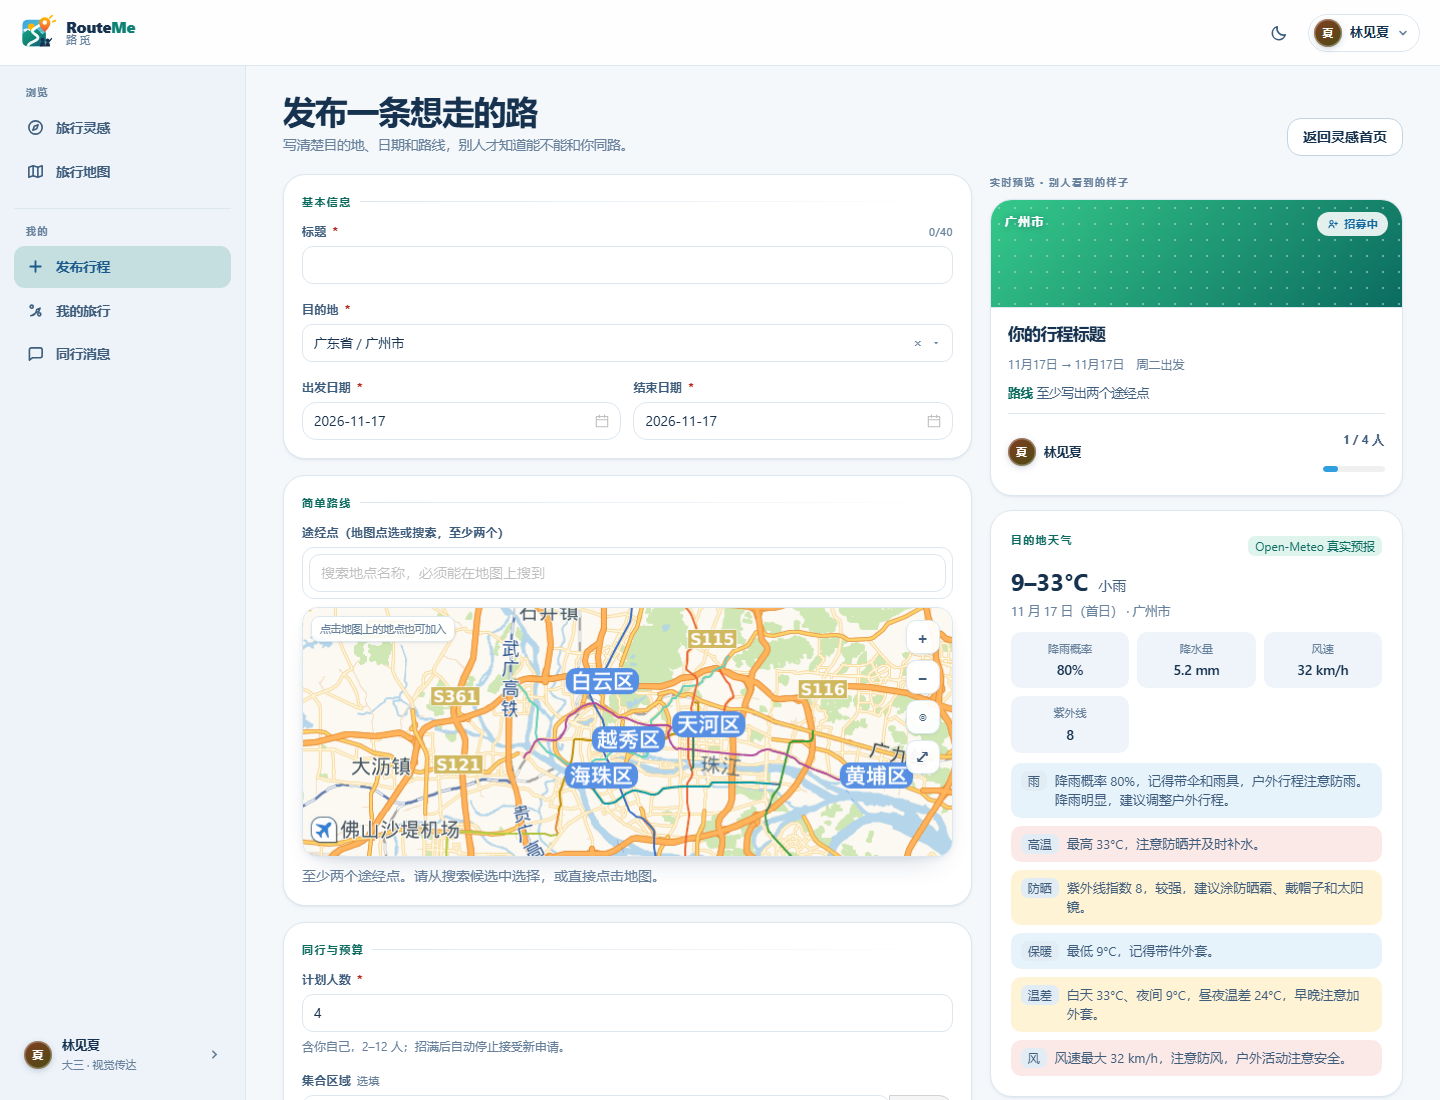 RouteMe
路觅
夏 林见夏
浏览
旅行灵感
旅行地图
我的
发布行程
我的旅行
同行消息
夏
林见夏
大三 · 视觉传达
发布一条想走的路
写清楚目的地、日期和路线，别人才知道能不能和你同路。
返回灵感首页
基本信息
标题 *
0/40
目的地 *
广东省 / 广州市
出发日期 *
结束日期 *
2026-11-17
2026-11-17
简单路线
途经点（地图点选或搜索，至少两个）
搜索地点名称，必须能在地图上搜到
点击地图上的地点也可加入
石井镇
武广高铁
S115
白云区
S361
S116
天河区
越秀区
广九
大沥镇
S121
珠江
海珠区
黄埔区
贵广高
佛山沙堤机场
至少两个途经点。请从搜索候选中选择，或直接点击地图。
同行与预算
计划人数 *
4
含你自己，2–12 人；招满后自动停止接受新申请。
集合区域 选填
实时预览 · 别人看到的样子
广州市
招募中
你的行程标题
11月17日 → 11月17日 周二出发
路线 至少写出两个途经点
夏 林见夏
1 / 4 人
目的地天气
Open-Meteo 真实预报
9–33°C 小雨
11 月 17 日（首日） · 广州市
降雨概率
80%
降水量
5.2 mm
风速
32 km/h
紫外线
8
雨 降雨概率 80%，记得带伞和雨具，户外行程注意防雨。
降雨明显，建议调整户外行程。
高温 最高 33°C，注意防晒并及时补水。
防晒 紫外线指数 8，较强，建议涂防晒霜、戴帽子和太阳
镜。
保暖 最低 9°C，记得带件外套。
温差 白天 33°C、夜间 9°C，昼夜温差 24°C，早晚注意加
外套。
风 风速最大 32 km/h，注意防风，户外活动注意安全。